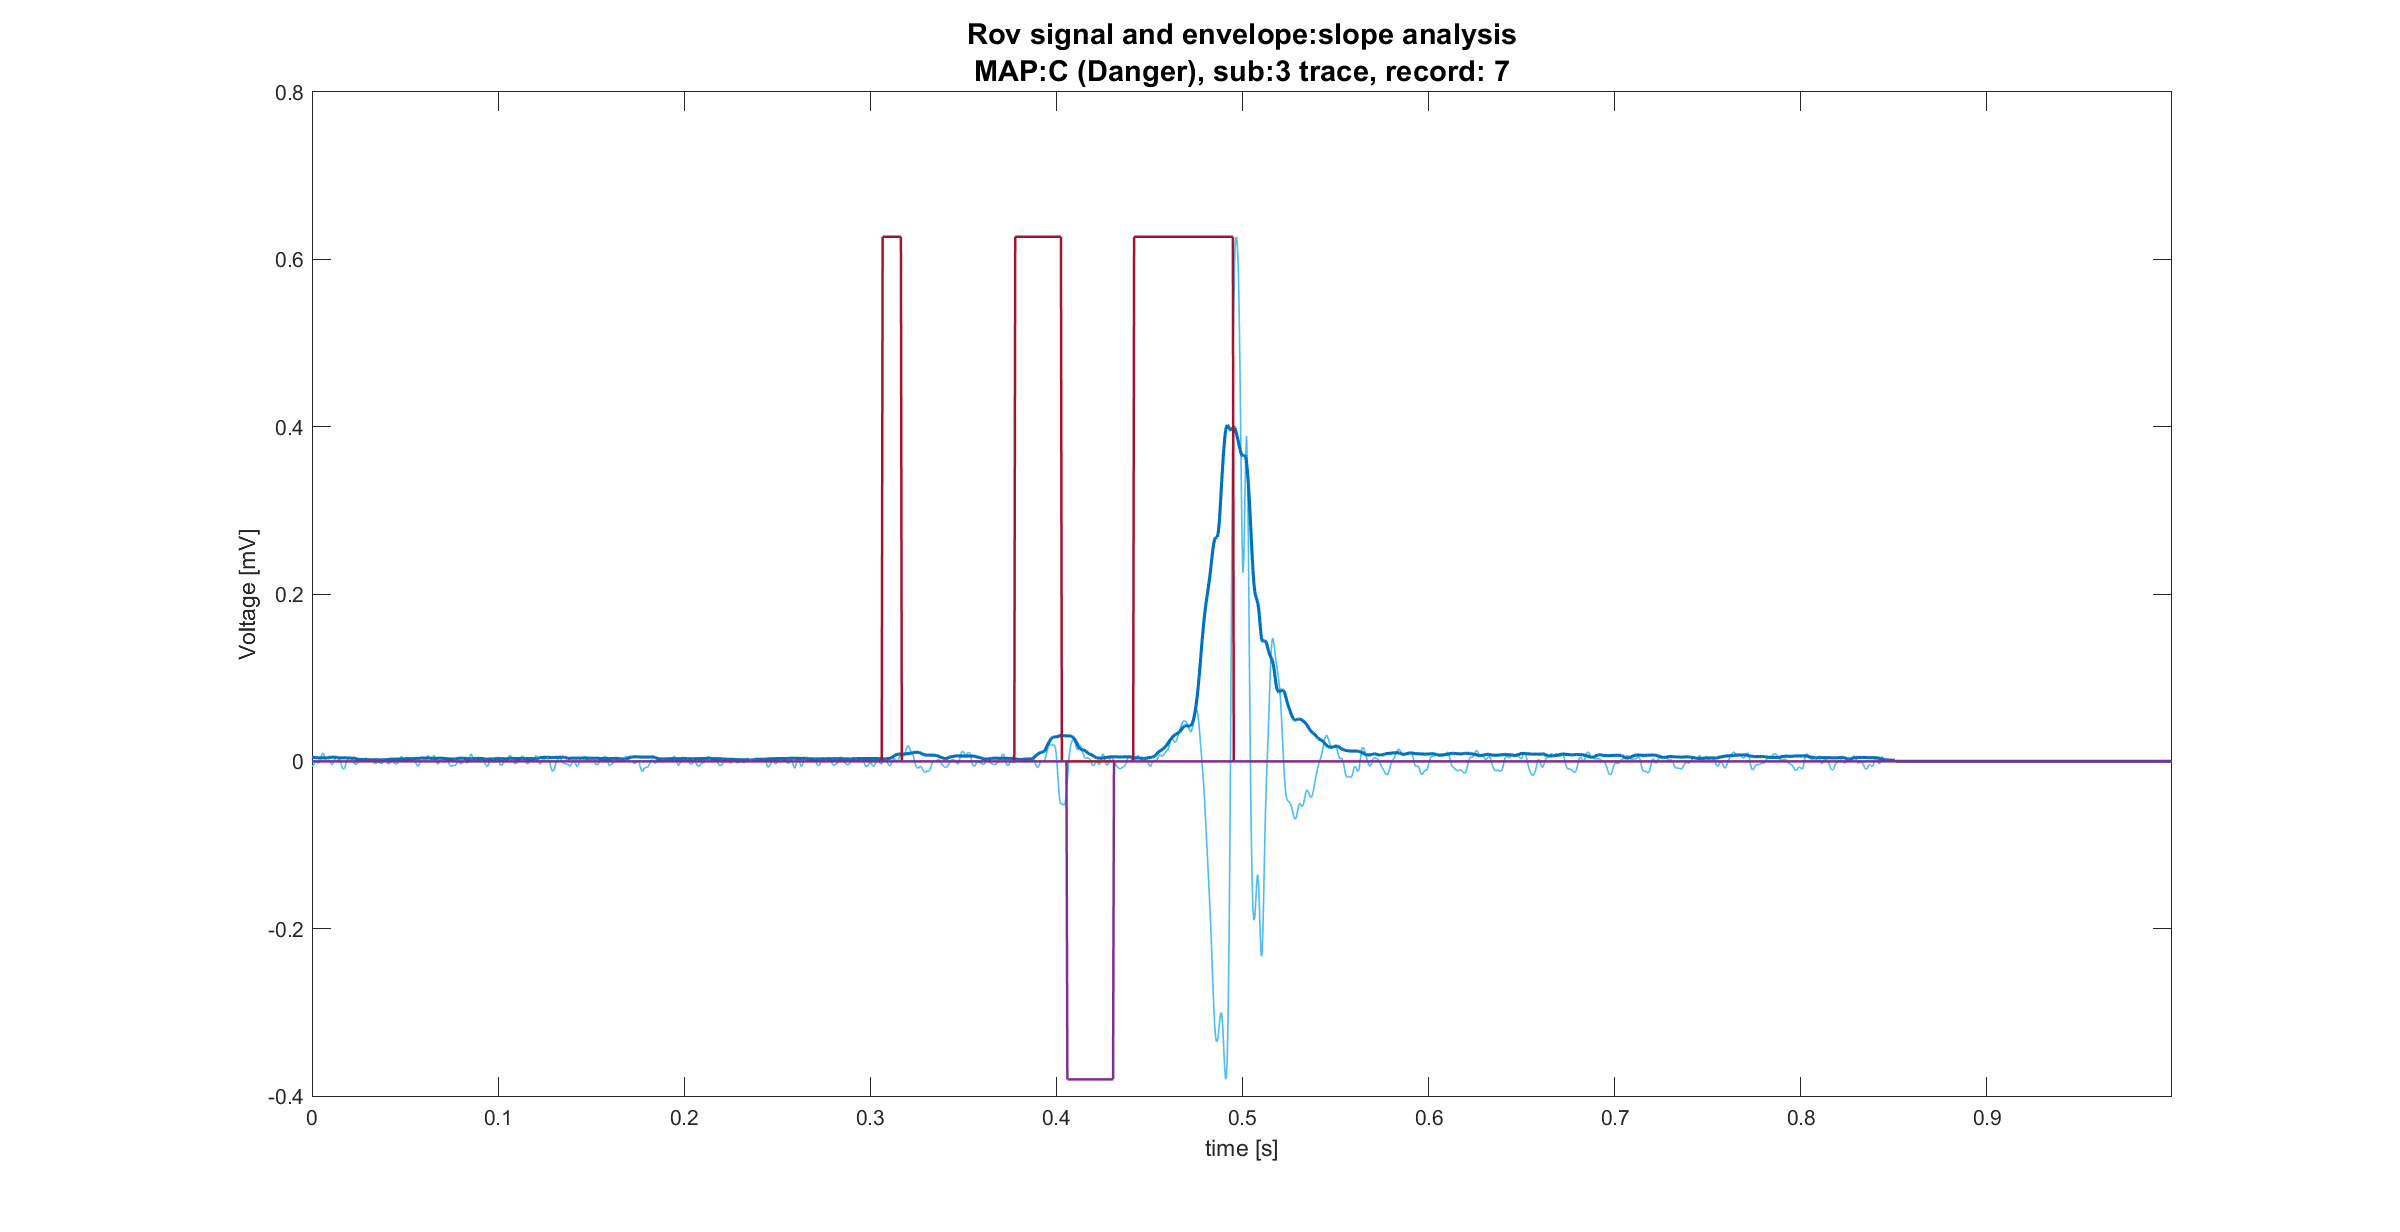 Rov signal and envelope:slope analysis
MAP:C (Danger), sub:3 trace, record: 7
0.8
0.6
0.4
0.2
0
-0.2
-0.4
Voltage [mV]
0 0.1 0.2 0.3 0.4 0.5 0.6 0.7 0.8 0.9
time [s]